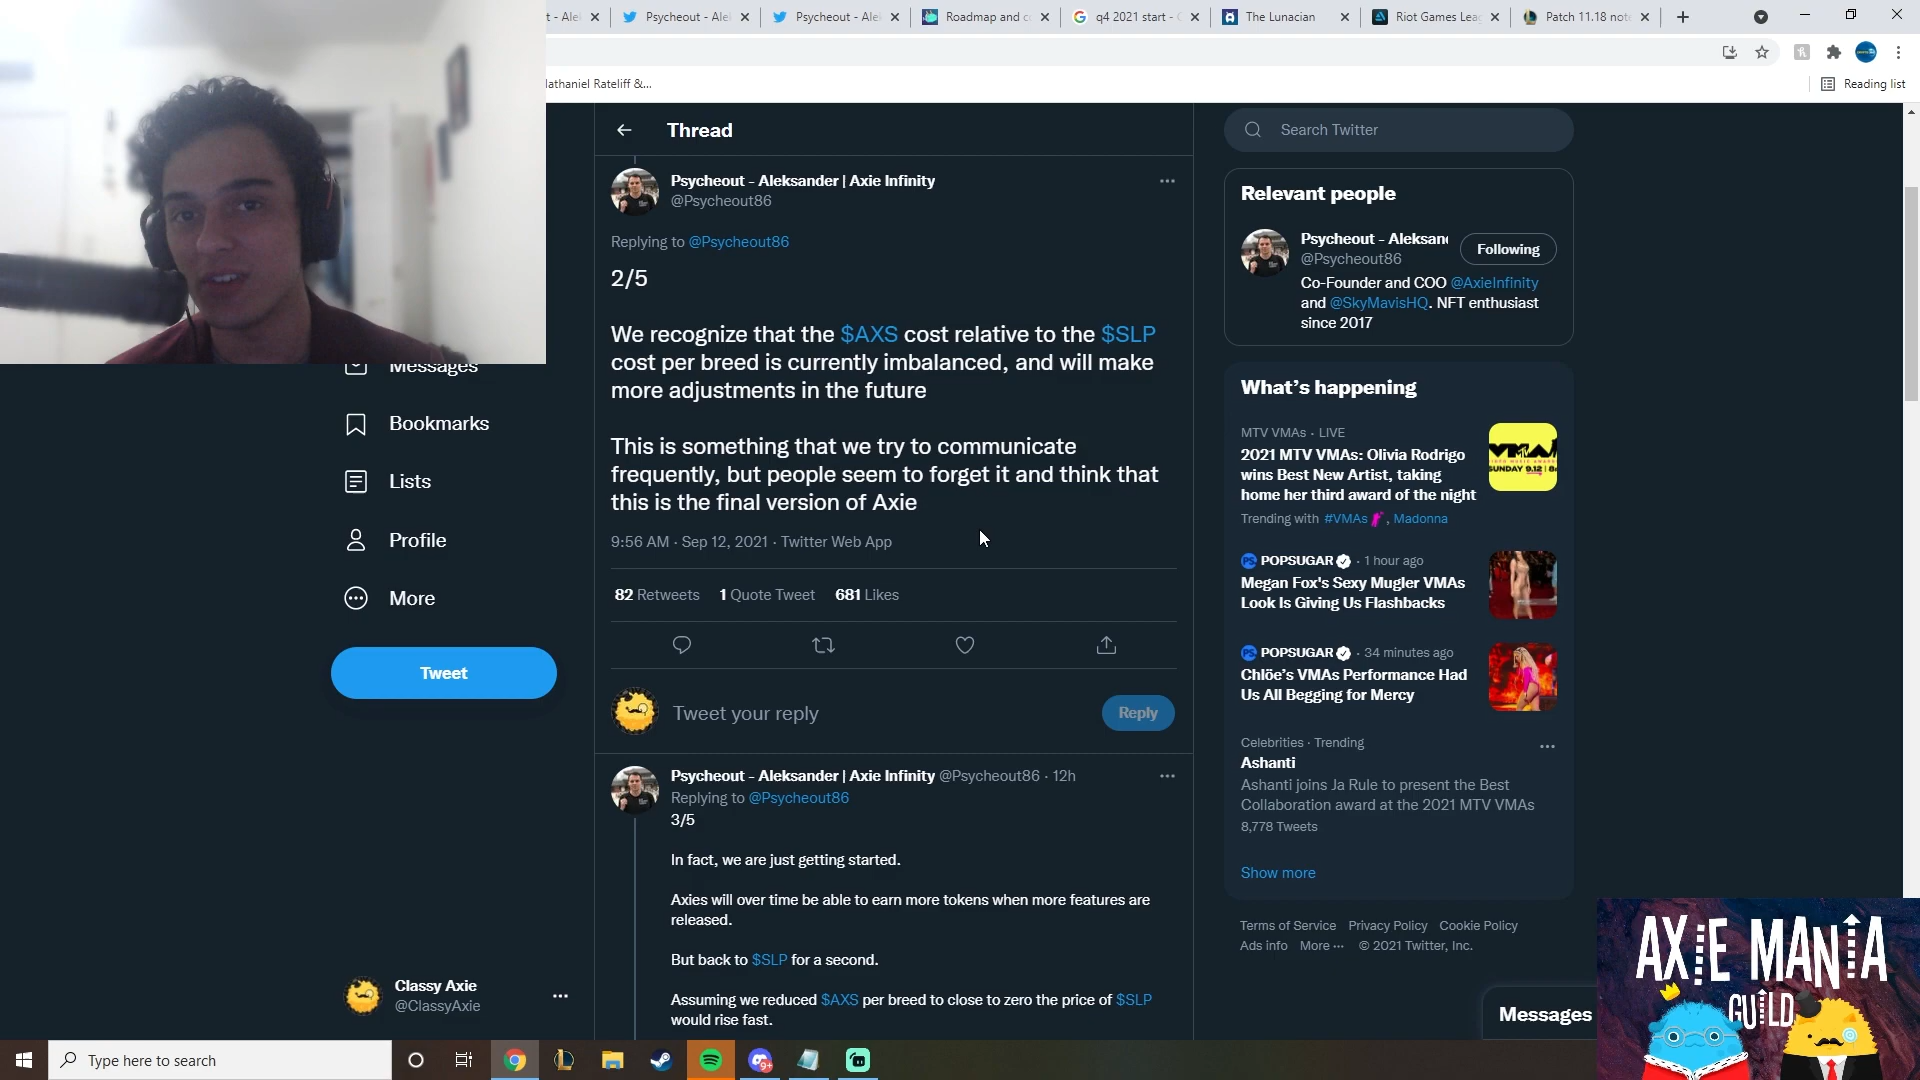 Psycheout - Ale
Psycheout - Ale
Roadmap and c
q4 2021 start -
The Lunacian
Riot Games Lea
Patch 11.18 not
athaniel Rateliff &...
Reading list
Thread
Search Twitter
Psycheout - Aleksander | Axie Infinity
@Psycheout86
Replying to @Psycheout86
2/5
We recognize that the $AXS cost relative to the $SLP
cost per breed is currently imbalanced, and will make
more adjustments in the future
This is something that we try to communicate
frequently, but people seem to forget it and think that
this is the final version of Axie
9:56 AM · Sep 12, 2021 · Twitter Web App
82 Retweets 1 Quote Tweet 681 Likes
Tweet your reply
Reply
Psycheout - Aleksander | Axie Infinity @Psycheout86 · 12h
Replying to @Psycheout86
3/5
In fact, we are just getting started.
Axies will over time be able to earn more tokens when more features are
released.
But back to $SLP for a second.
Assuming we reduced $AXS per breed to close to zero the price of $SLP
would rise fast.
Messages
Bookmarks
Lists
Profile
More
Tweet
Classy Axie
@ClassyAxie
Relevant people
Psycheout - Aleksan
@Psycheout86
Following
Co-Founder and COO @AxieInfinity
and @SkyMavisHQ. NFT enthusiast
since 2017
What's happening
MTV VMAs · LIVE
2021 MTV VMAs: Olivia Rodrigo
wins Best New Artist, taking
home her third award of the night
Trending with #VMAs, Madonna
VMA
SUNDAY 9.12 | 8
POPSUGAR · 1 hour ago
Megan Fox's Sexy Mugler VMAs
Look Is Giving Us Flashbacks
POPSUGAR · 34 minutes ago
Chlöe's VMAs Performance Had
Us All Begging for Mercy
Celebrities · Trending
Ashanti
Ashanti joins Ja Rule to present the Best
Collaboration award at the 2021 MTV VMAs
8,778 Tweets
Show more
Terms of Service Privacy Policy Cookie Policy
Ads info More ··· © 2021 Twitter, Inc.
Messages
AXIE MANIA
GUILD
Type here to search
9+